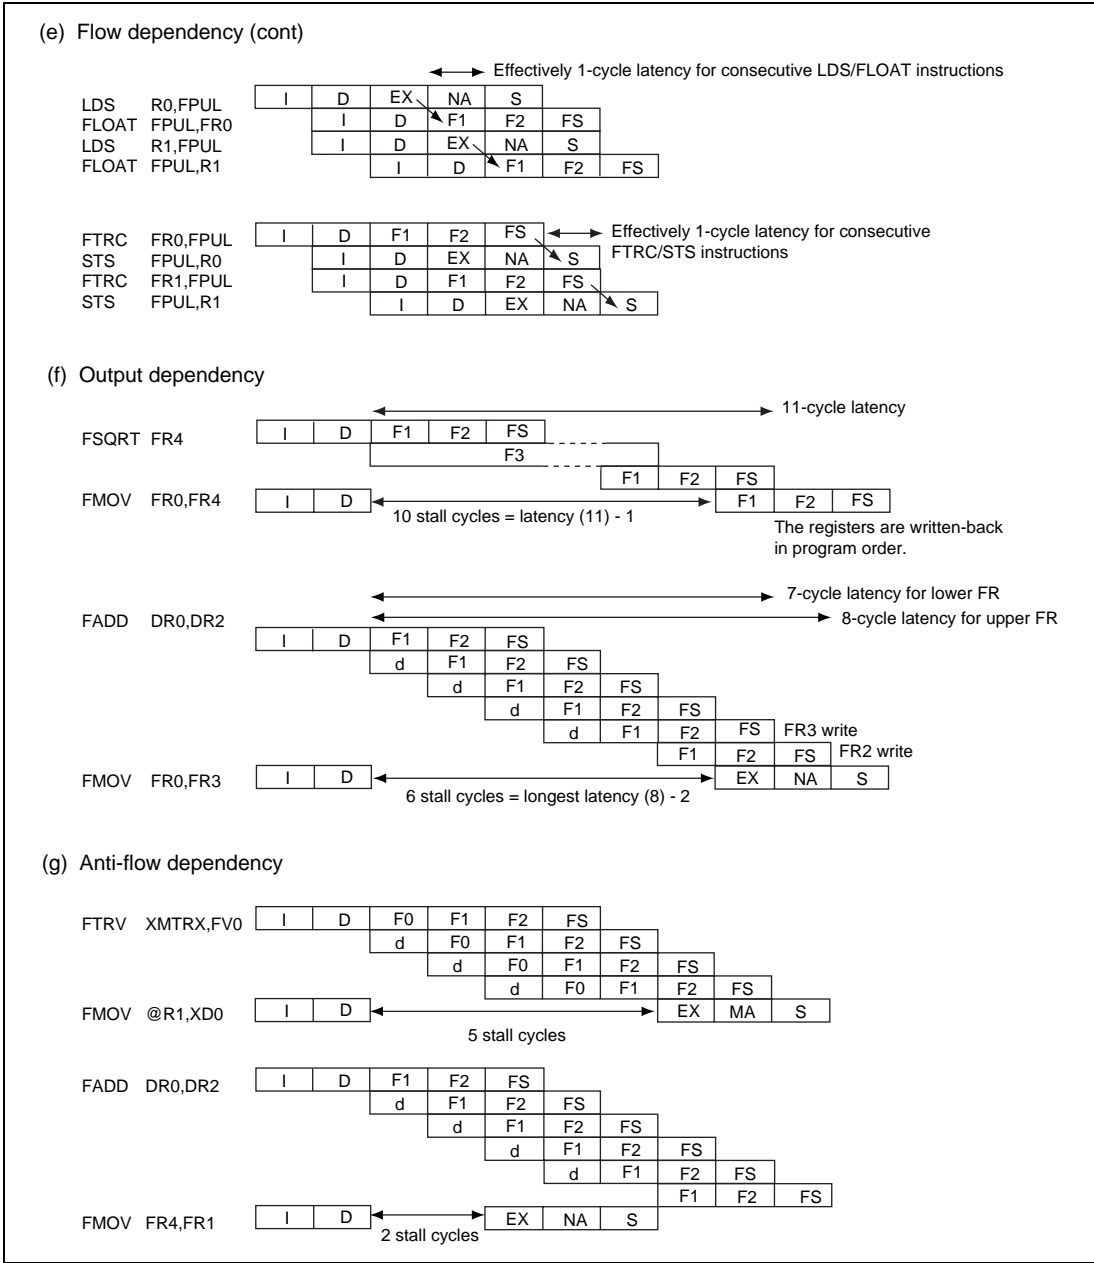 (e) Flow dependency (cont)
Effectively 1-cycle latency for consecutive LDS/FLOAT instructions
LDS R0,FPUL I D EX NA S
FLOAT FPUL,FR0 I D F1 F2 FS
LDS R1,FPUL I D EX NA S
FLOAT FPUL,R1 I D F1 F2 FS
FTRC FR0,FPUL I D F1 F2 FS Effectively 1-cycle latency for consecutive
STS FPUL,R0 I D EX NA S FTRC/STS instructions
FTRC FR1,FPUL I D F1 F2 FS
STS FPUL,R1 I D EX NA S
(f) Output dependency
11-cycle latency
FSQRT FR4 I D F1 F2 FS
F3
F1 F2 FS
FMOV FR0,FR4 I D F1 F2 FS
10 stall cycles = latency (11) - 1
The registers are written-back
in program order.
7-cycle latency for lower FR
8-cycle latency for upper FR
FADD DR0,DR2 I D F1 F2 FS
d F1 F2 FS
d F1 F2 FS
d F1 F2 FS
d F1 F2 FS FR3 write
F1 F2 FS FR2 write
FMOV FR0,FR3 I D EX NA S
6 stall cycles = longest latency (8) - 2
(g) Anti-flow dependency
FTRV XMTRX,FV0 I D F0 F1 F2 FS
d F0 F1 F2 FS
d F0 F1 F2 FS
d F0 F1 F2 FS
FMOV @R1,XD0 I D EX MA S
5 stall cycles
FADD DR0,DR2 I D F1 F2 FS
d F1 F2 FS
d F1 F2 FS
d F1 F2 FS
d F1 F2 FS
F1 F2 FS
FMOV FR4,FR1 I D EX NA S
2 stall cycles